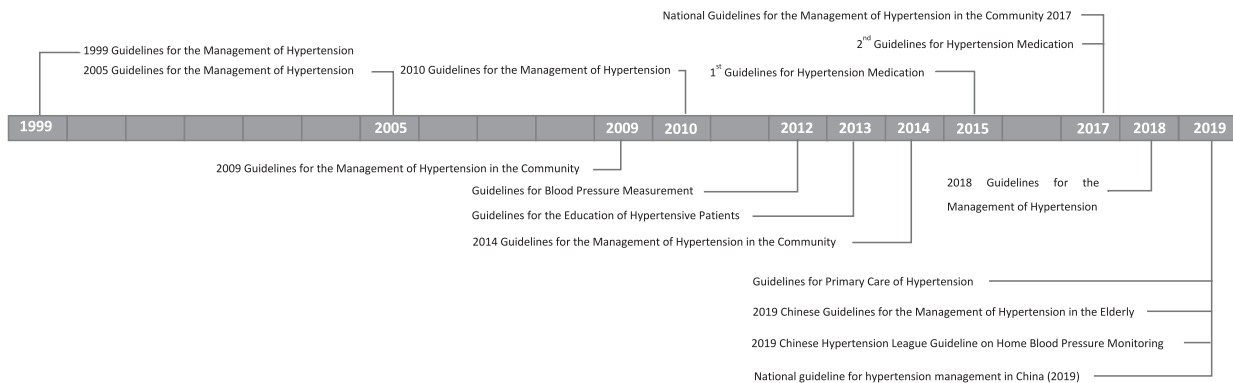 National Guidelines for the Management of Hypertension in the Community 2017
2nd Guidelines for Hypertension Medication
1999 Guidelines for the Management of Hypertension
2005 Guidelines for the Management of Hypertension
2010 Guidelines for the Management of Hypertension
1st Guidelines for Hypertension Medication
1999 2005 2009 2010 2012 2013 2014 2015 2017 2018 2019
2009 Guidelines for the Management of Hypertension in the Community
Guidelines for Blood Pressure Measurement
2018 Guidelines for the
Management of Hypertension
Guidelines for the Education of Hypertensive Patients
2014 Guidelines for the Management of Hypertension in the Community
Guidelines for Primary Care of Hypertension
2019 Chinese Guidelines for the Management of Hypertension in the Elderly
2019 Chinese Hypertension League Guideline on Home Blood Pressure Monitoring
National guideline for hypertension management in China (2019)